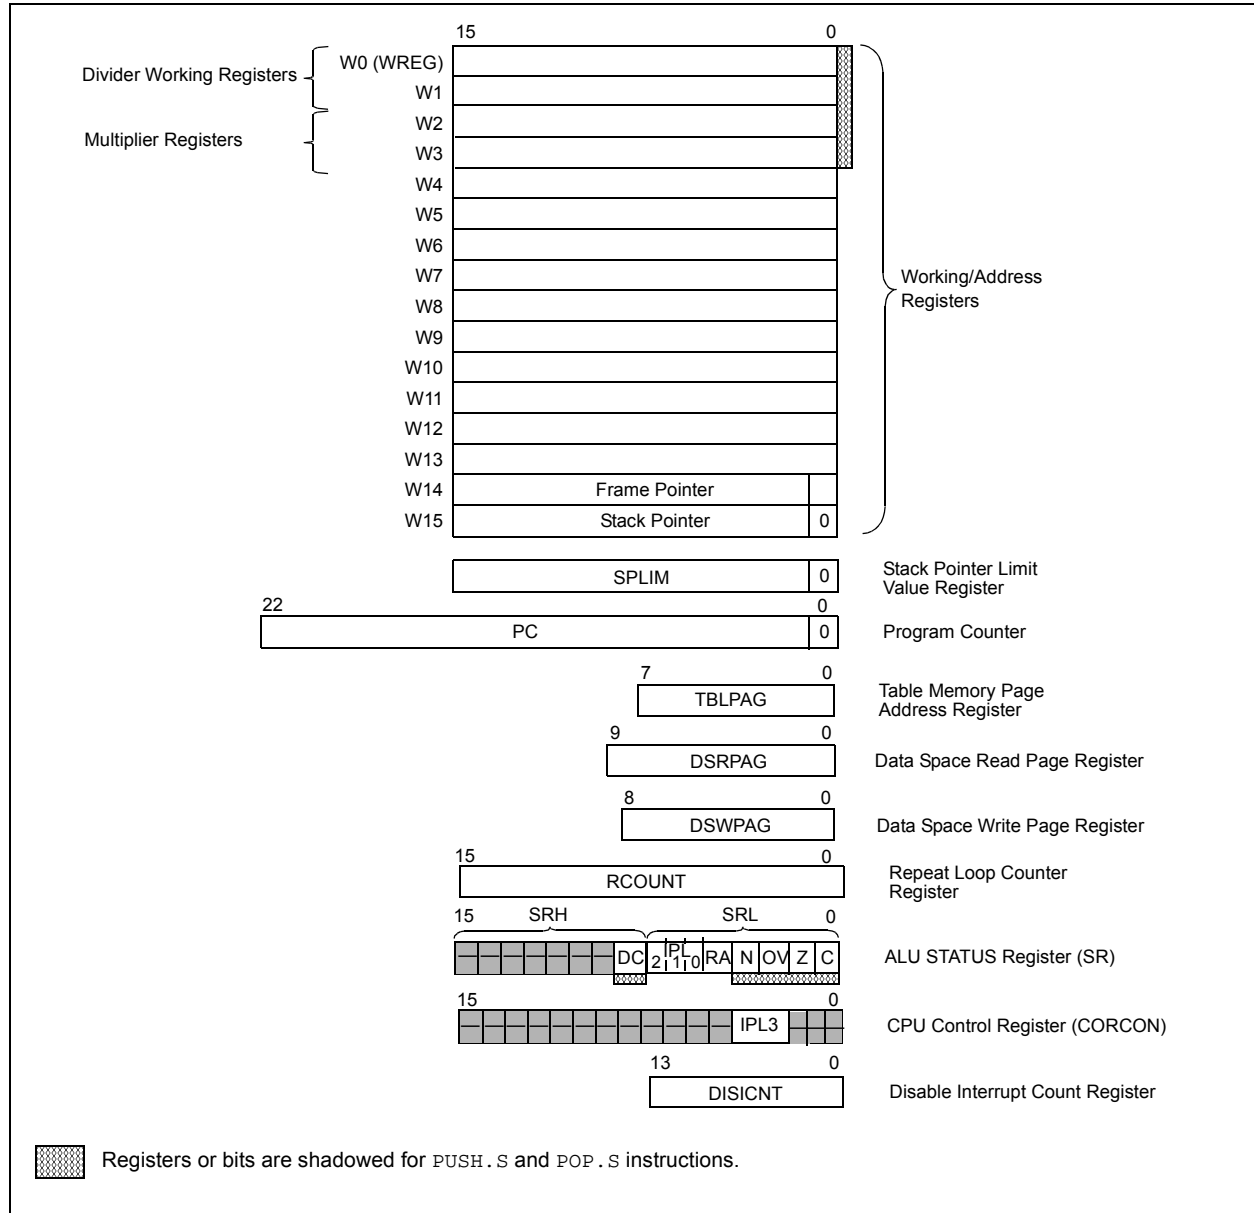 15 0
Divider Working Registers
W0 (WREG)
W1
Multiplier Registers
W2
W3
W4
W5
W6
W7
Working/Address
Registers
W8
W9
W10
W11
W12
W13
W14 Frame Pointer
W15 Stack Pointer 0
SPLIM 0
Stack Pointer Limit
Value Register
22 0
PC 0 Program Counter
7 0
TBLPAG
Table Memory Page
Address Register
9 0
DSRPAG Data Space Read Page Register
8 0
DSWPAG Data Space Write Page Register
15 0
RCOUNT
Repeat Loop Counter
Register
15 SRH SRL 0
— — — — — — — DC IPL 2 1 0 RA N OV Z C ALU STATUS Register (SR)
15 0
— — — — — — — — — — — — IPL3 — — — CPU Control Register (CORCON)
13 0
DISICNT Disable Interrupt Count Register
Registers or bits are shadowed for PUSH.S and POP.S instructions.